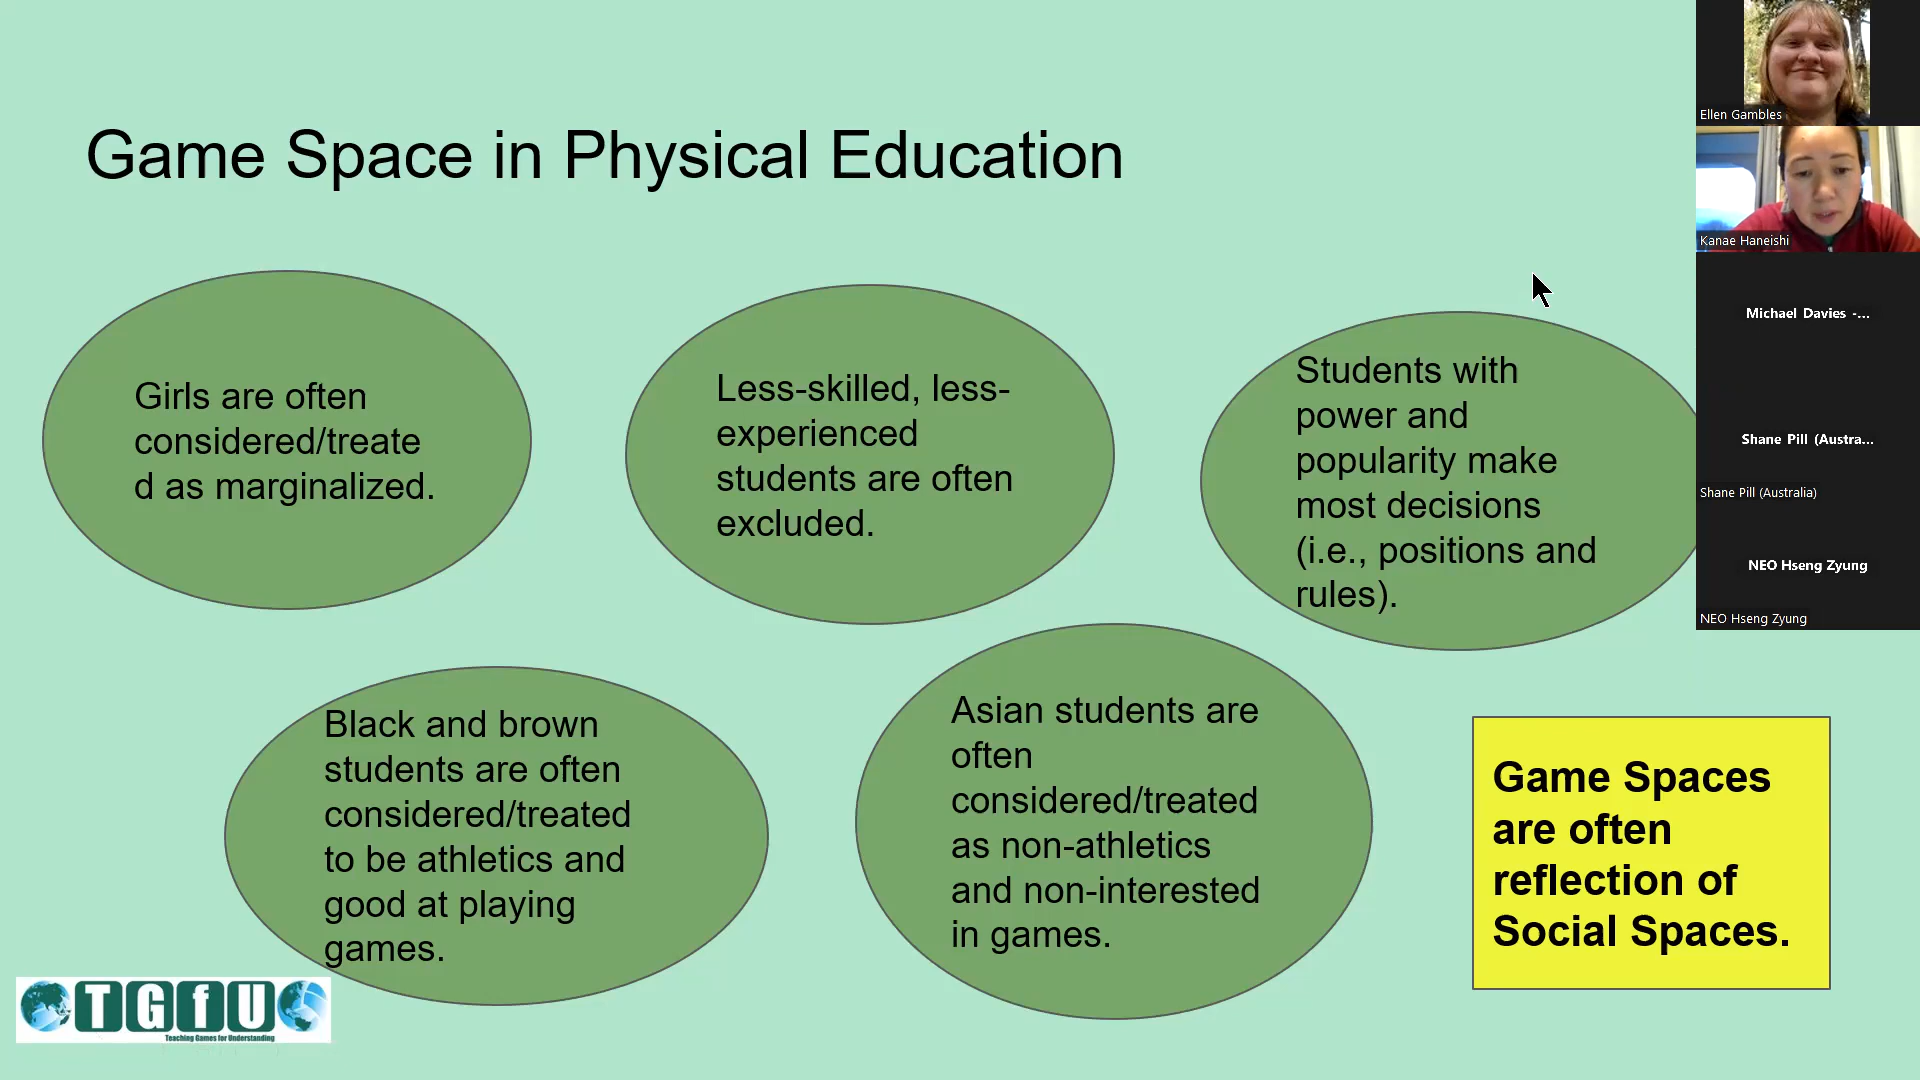 Game Space in Physical Education
Girls are often
considered/treate
d as marginalized.
Less-skilled, less-
experienced
students are often
excluded.
Students with
power and
popularity make
most decisions
(i.e., positions and
rules).
Black and brown
students are often
considered/treated
to be athletics and
good at playing
games.
Asian students are
often
considered/treated
as non-athletics
and non-interested
in games.
Game Spaces
are often
reflection of
Social Spaces.
TGfU
Teaching Games for Understanding
Ellen Gambles
Kanae Haneishi
Michael Davies -...
Shane Pill (Austra...
Shane Pill (Australia)
NEO Hseng Zyung
NEO Hseng Zyung